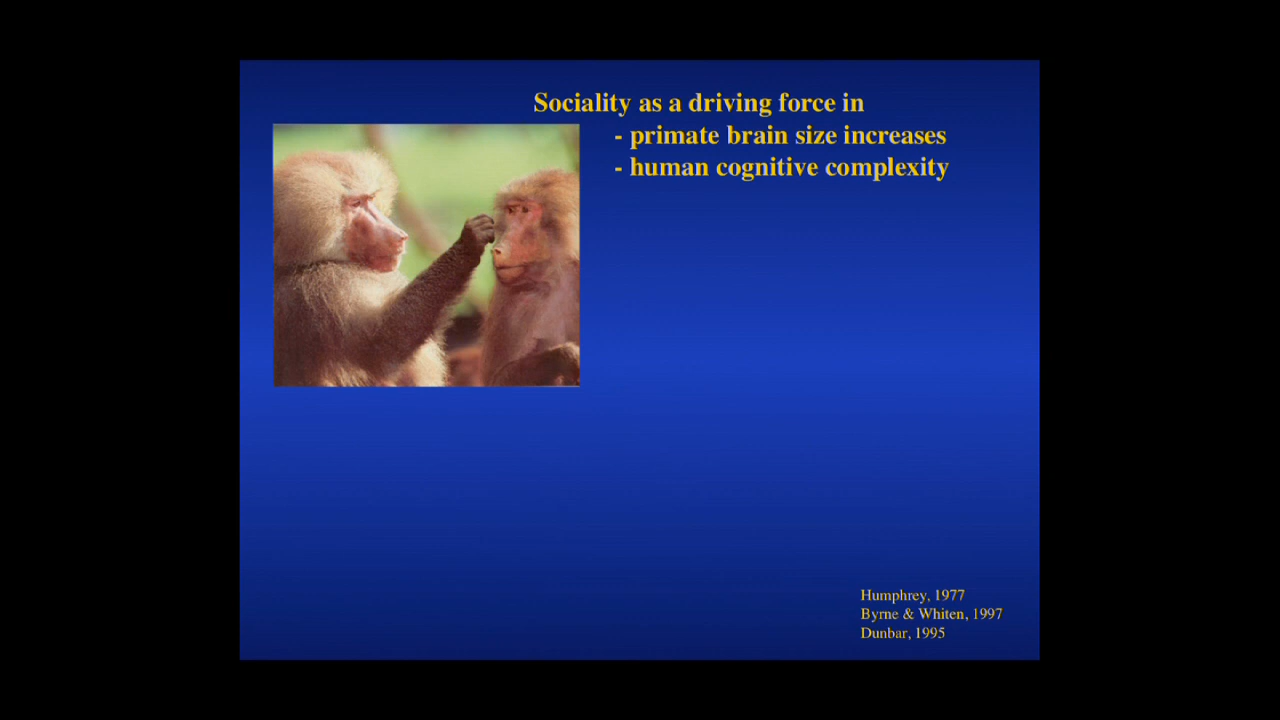 Sociality as a driving force in
- primate brain size increases
- human cognitive complexity
Humphrey, 1977
Byrne & Whiten, 1997
Dunbar, 1995